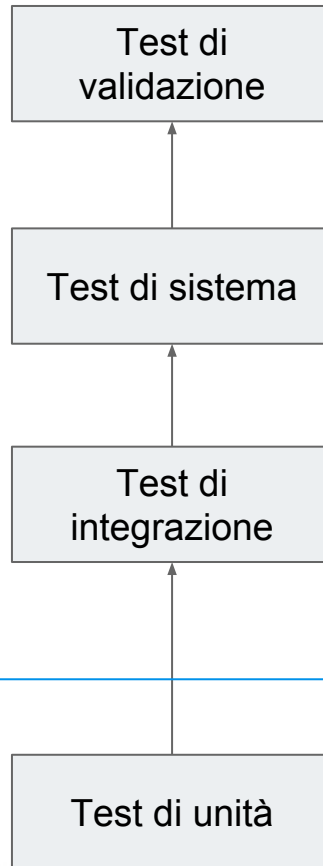 Test di
validazione
Test di sistema
Test di
integrazione
Test di unità